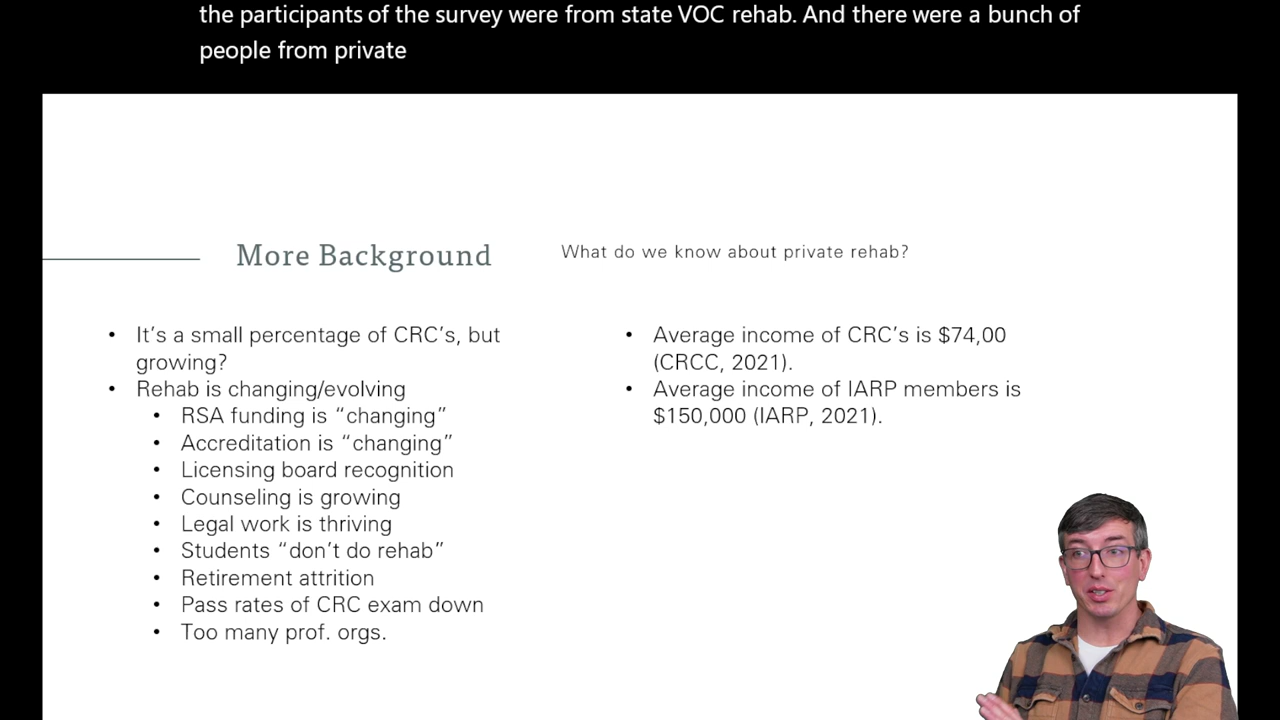 the participants of the survey were from state VOC rehab. And there were a bunch of
people from private
More Background
What do we know about private rehab?
• It's a small percentage of CRC's, but
growing?
• Rehab is changing/evolving
• RSA funding is “changing”
• Accreditation is “changing”
• Licensing board recognition
• Counseling is growing
• Legal work is thriving
• Students “don't do rehab”
• Retirement attrition
• Pass rates of CRC exam down
• Too many prof. orgs.
• Average income of CRC's is $74,00
(CRCC, 2021).
• Average income of IARP members is
$150,000 (IARP, 2021).